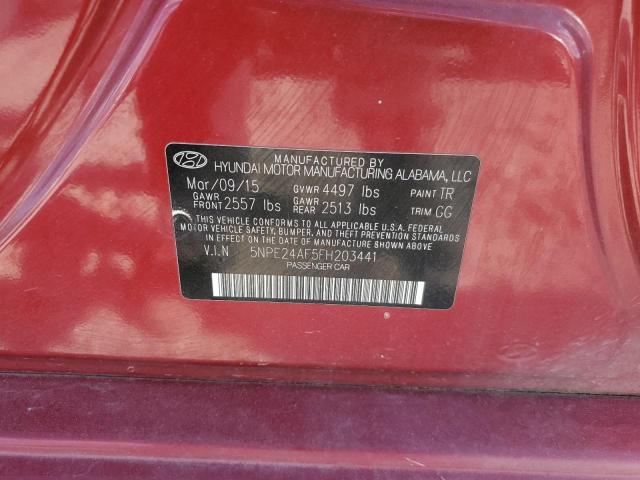 MANUFACTURED BY
HYUNDAI MOTOR MANUFACTURING ALABAMA, LLC
Mar/09/15 GVWR 4497 lbs PAINT TR
GAWR FRONT 2557 lbs GAWR REAR 2513 lbs TRIM GG
THIS VEHICLE CONFORMS TO ALL APPLICABLE U.S.A. FEDERAL
MOTOR VEHICLE SAFETY, BUMPER, AND THEFT PREVENTION STANDARDS
IN EFFECT ON THE DATE OF MANUFACTURE SHOWN ABOVE.
V.I.N 5NPE24AF5FH203441
PASSENGER CAR